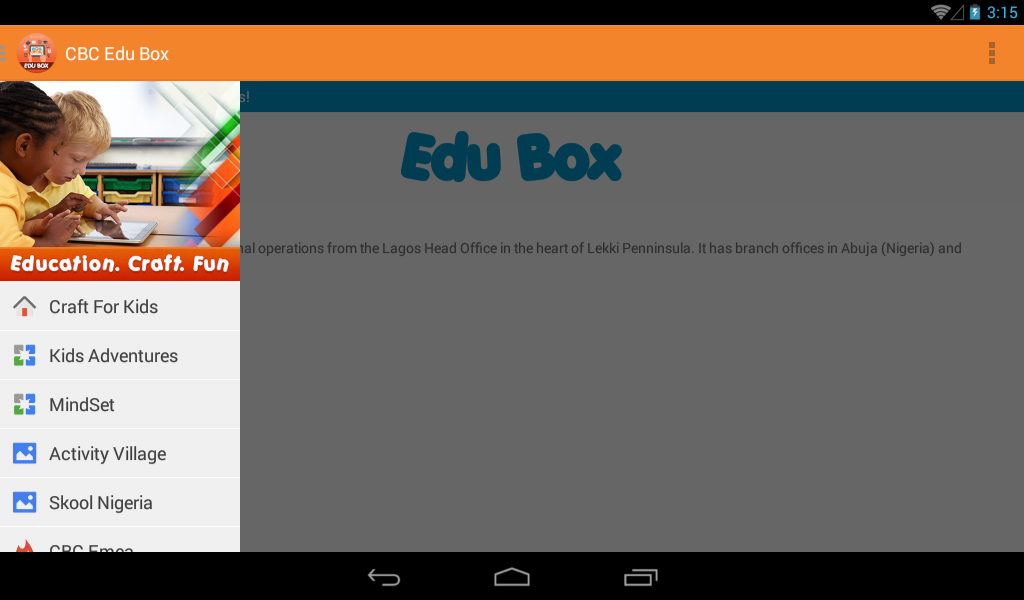 3:15
EDU BOX
CBC Edu Box
s!
Edu Box
nal operations from the Lagos Head Office in the heart of Lekki Penninsula. It has branch offices in Abuja (Nigeria) and
Education. Craft. Fun
Craft For Kids
Kids Adventures
MindSet
Activity Village
Skool Nigeria
CBC Emea